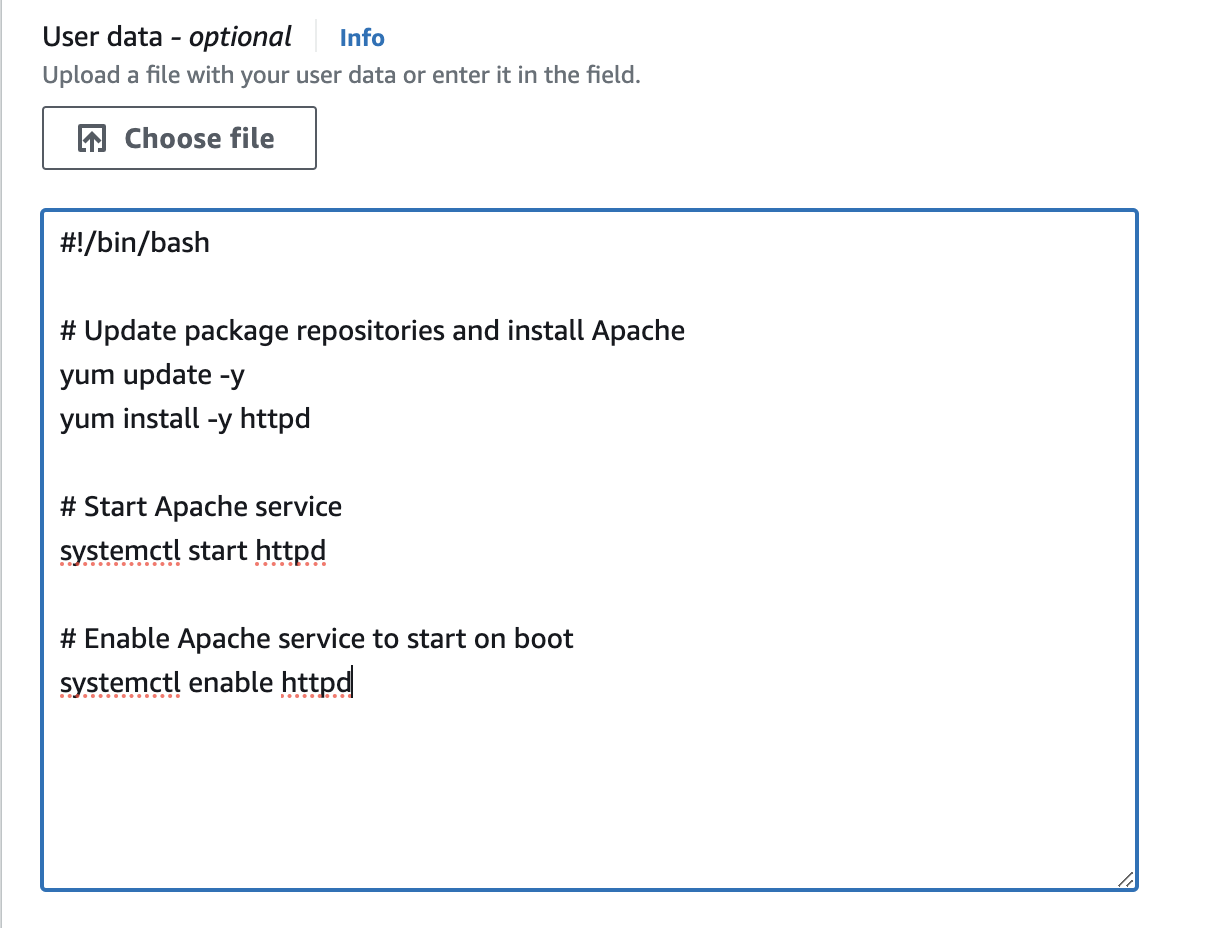 User data - optional Info
Upload a file with your user data or enter it in the field.
Choose file
#!/bin/bash
# Update package repositories and install Apache
yum update -y
yum install -y httpd
# Start Apache service
systemctl start httpd
# Enable Apache service to start on boot
systemctl enable httpd